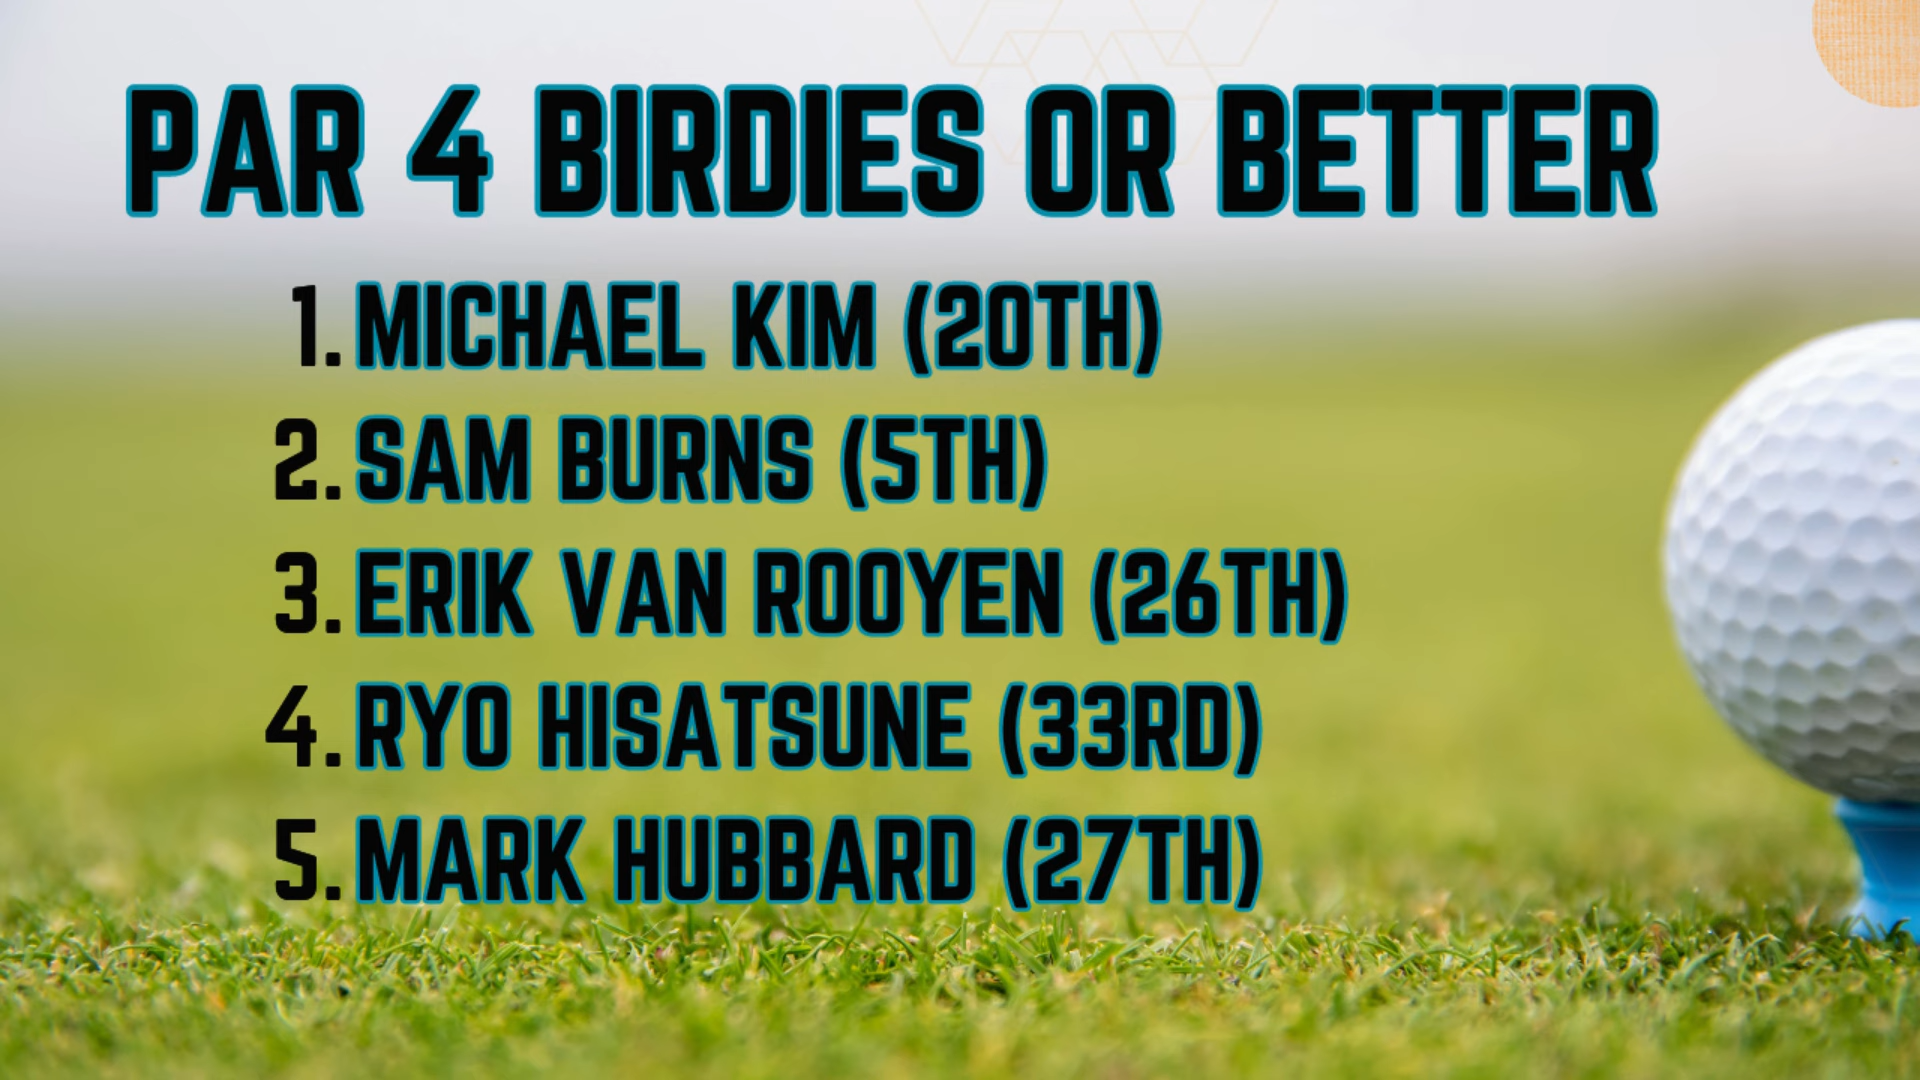 PAR 4 BIRDIES OR BETTER
1. MICHAEL KIM (20TH)
2. SAM BURNS (5TH)
3. ERIK VAN ROOYEN (26TH)
4. RYO HISATSUNE (33RD)
5. MARK HUBBARD (27TH)